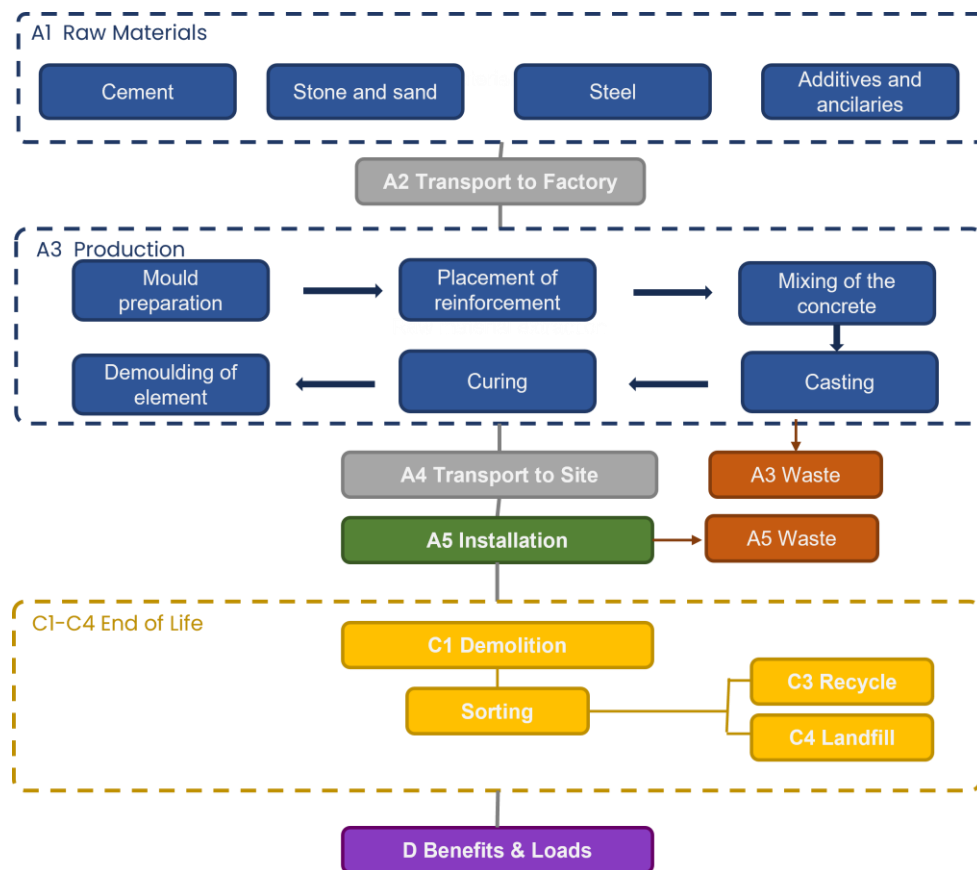 A1 Raw Materials
Cement
Stone and sand
Steel
Additives and
ancilaries
A2 Transport to Factory
A3 Production
Mould
preparation
Placement of
reinforcement
Mixing of the
concrete
Demoulding of
element
Curing
Casting
A4 Transport to Site
A3 Waste
A5 Installation
A5 Waste
C1-C4 End of Life
C1 Demolition
Sorting
C3 Recycle
C4 Landfill
D Benefits & Loads